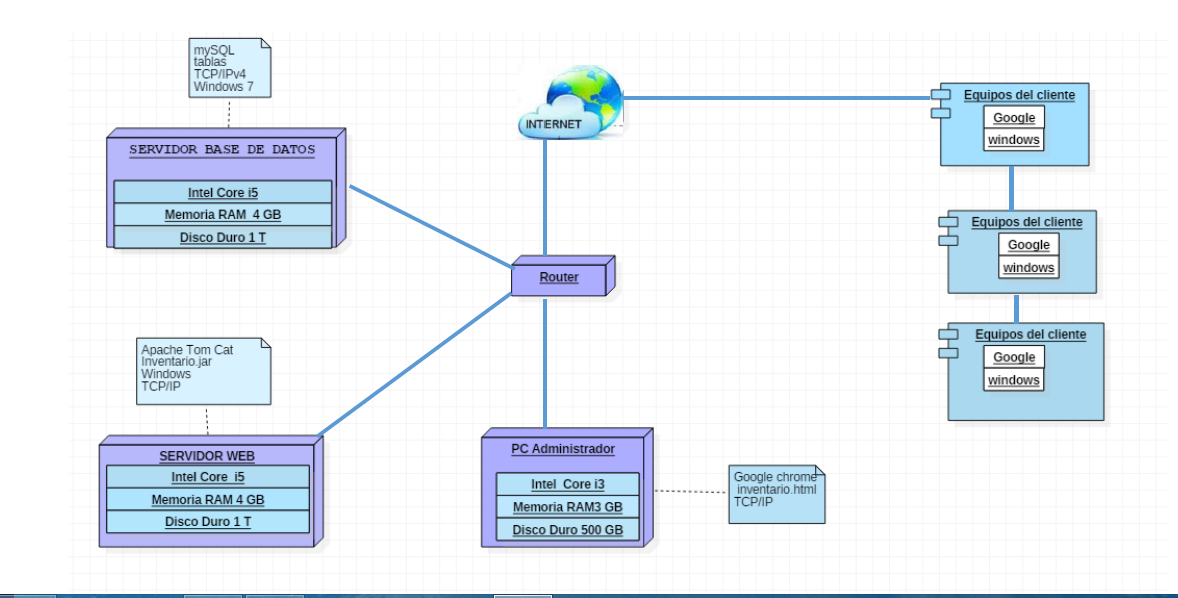 mySQL
tablas
TCP/IPv4
Windows 7
SERVIDOR BASE DE DATOS
Intel Core i5
Memoria RAM 4 GB
Disco Duro 1 T
INTERNET
Equipos del cliente
Google
windows
Equipos del cliente
Google
windows
Router
Equipos del cliente
Google
windows
Apache Tom Cat
Inventario.jar
Windows
TCP/IP
SERVIDOR WEB
Intel Core i5
Memoria RAM 4 GB
Disco Duro 1 T
PC Administrador
Intel Core i3
Memoria RAM3 GB
Disco Duro 500 GB
Google chrome
inventario.html
TCP/IP